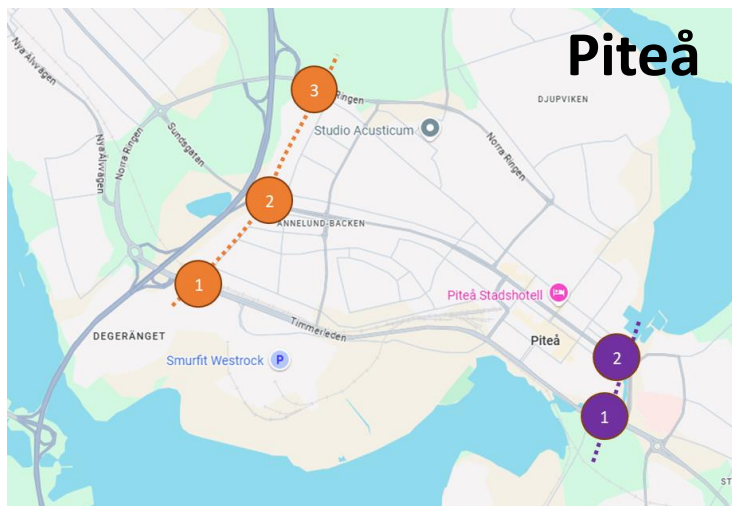 Piteå
Nya Älvvägen
3
Ringen
DJUPVIKEN
Studio Acusticum
Sundsgatan
Norra Ringen
Nya Älvvägen
Norra Ringen
2
ANNELUND-BACKEN
1
Piteå Stadshotell
Timmerleden
DEGERÄNGET
Piteå
Smurfit Westrock
P
2
1
ST